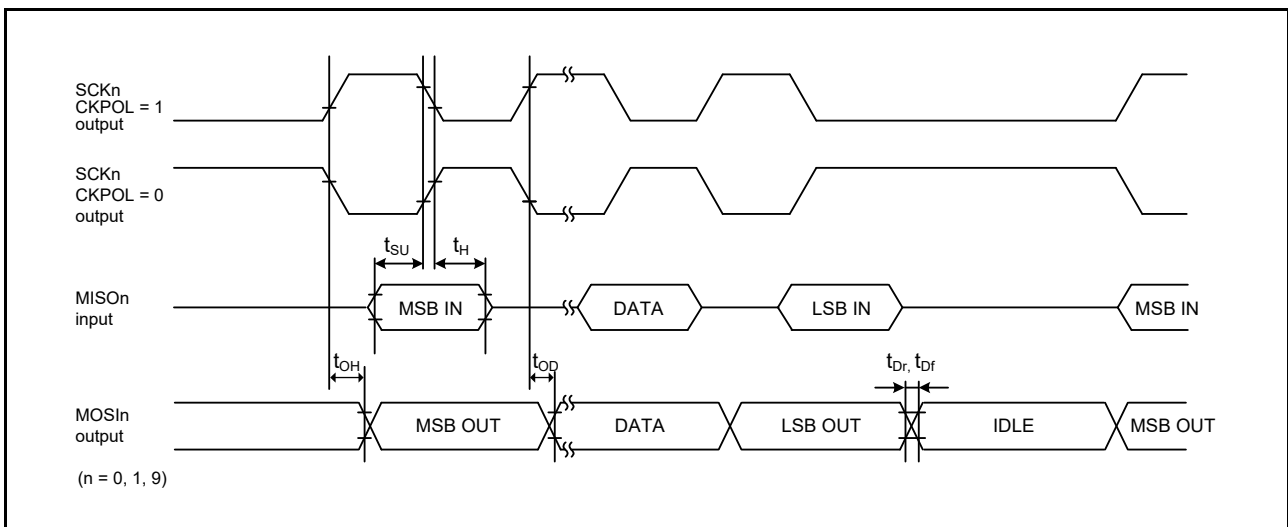 SCKn
CKPOL = 1
output
SCKn
CKPOL = 0
output
tSU
tH
MISOn
input
MSB IN
DATA
LSB IN
MSB IN
tOH
tOD
tDr, tDf
MOSIn
output
MSB OUT
DATA
LSB OUT
IDLE
MSB OUT
(n = 0, 1, 9)